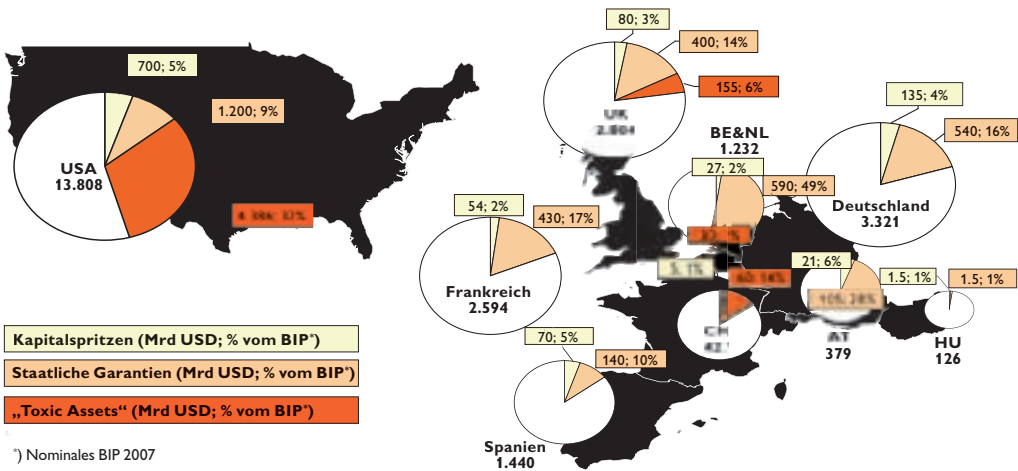 700; 5%
1.200; 9%
USA
13.808
80; 3%
400; 14%
155; 6%
BE&NL
1.232
27; 2%
590; 49%
135; 4%
540; 16%
Deutschland
3.321
54; 2%
430; 17%
Frankreich
2.594
21; 6%
379
1.5; 1%
1.5; 1%
HU
126
70; 5%
140; 10%
Spanien
1.440
Kapitalspritzen (Mrd USD; % vom BIP*)
Staatliche Garantien (Mrd USD; % vom BIP*)
„Toxic Assets“ (Mrd USD; % vom BIP*)
*) Nominales BIP 2007